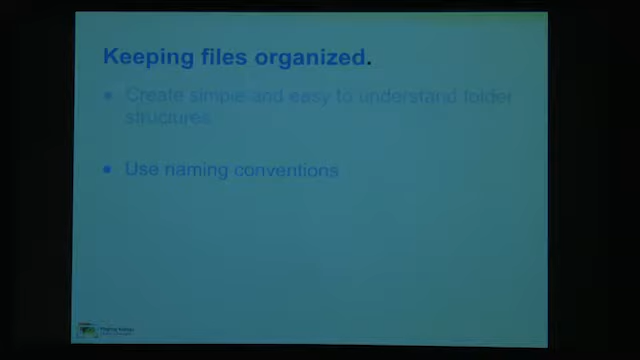 Keeping files organized.
Create simple and easy to understand folder
structures
Use naming conventions